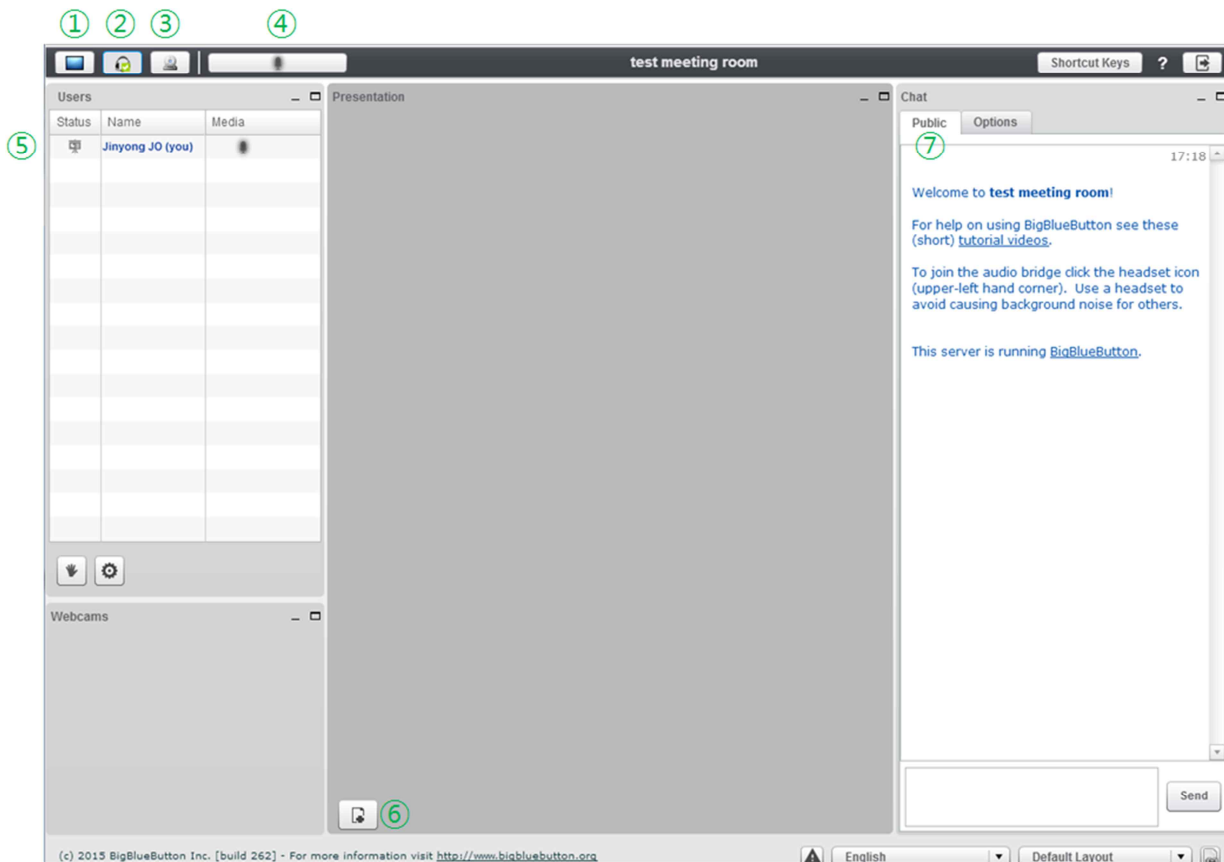 ① ② ③ ④
test meeting room
Shortcut Keys ?
Users
Status Name Media
⑤
Jinyong JO (you)
Webcams
Presentation
⑥
Chat
Public Options
⑦
17:18
Welcome to test meeting room!
For help on using BigBlueButton see these
(short) tutorial videos.
To join the audio bridge click the headset icon
(upper-left hand corner). Use a headset to
avoid causing background noise for others.
This server is running BigBlueButton.
Send
(c) 2015 BigBlueButton Inc. [build 262] - For more information visit http://www.bigbluebutton.org
English
Default Layout